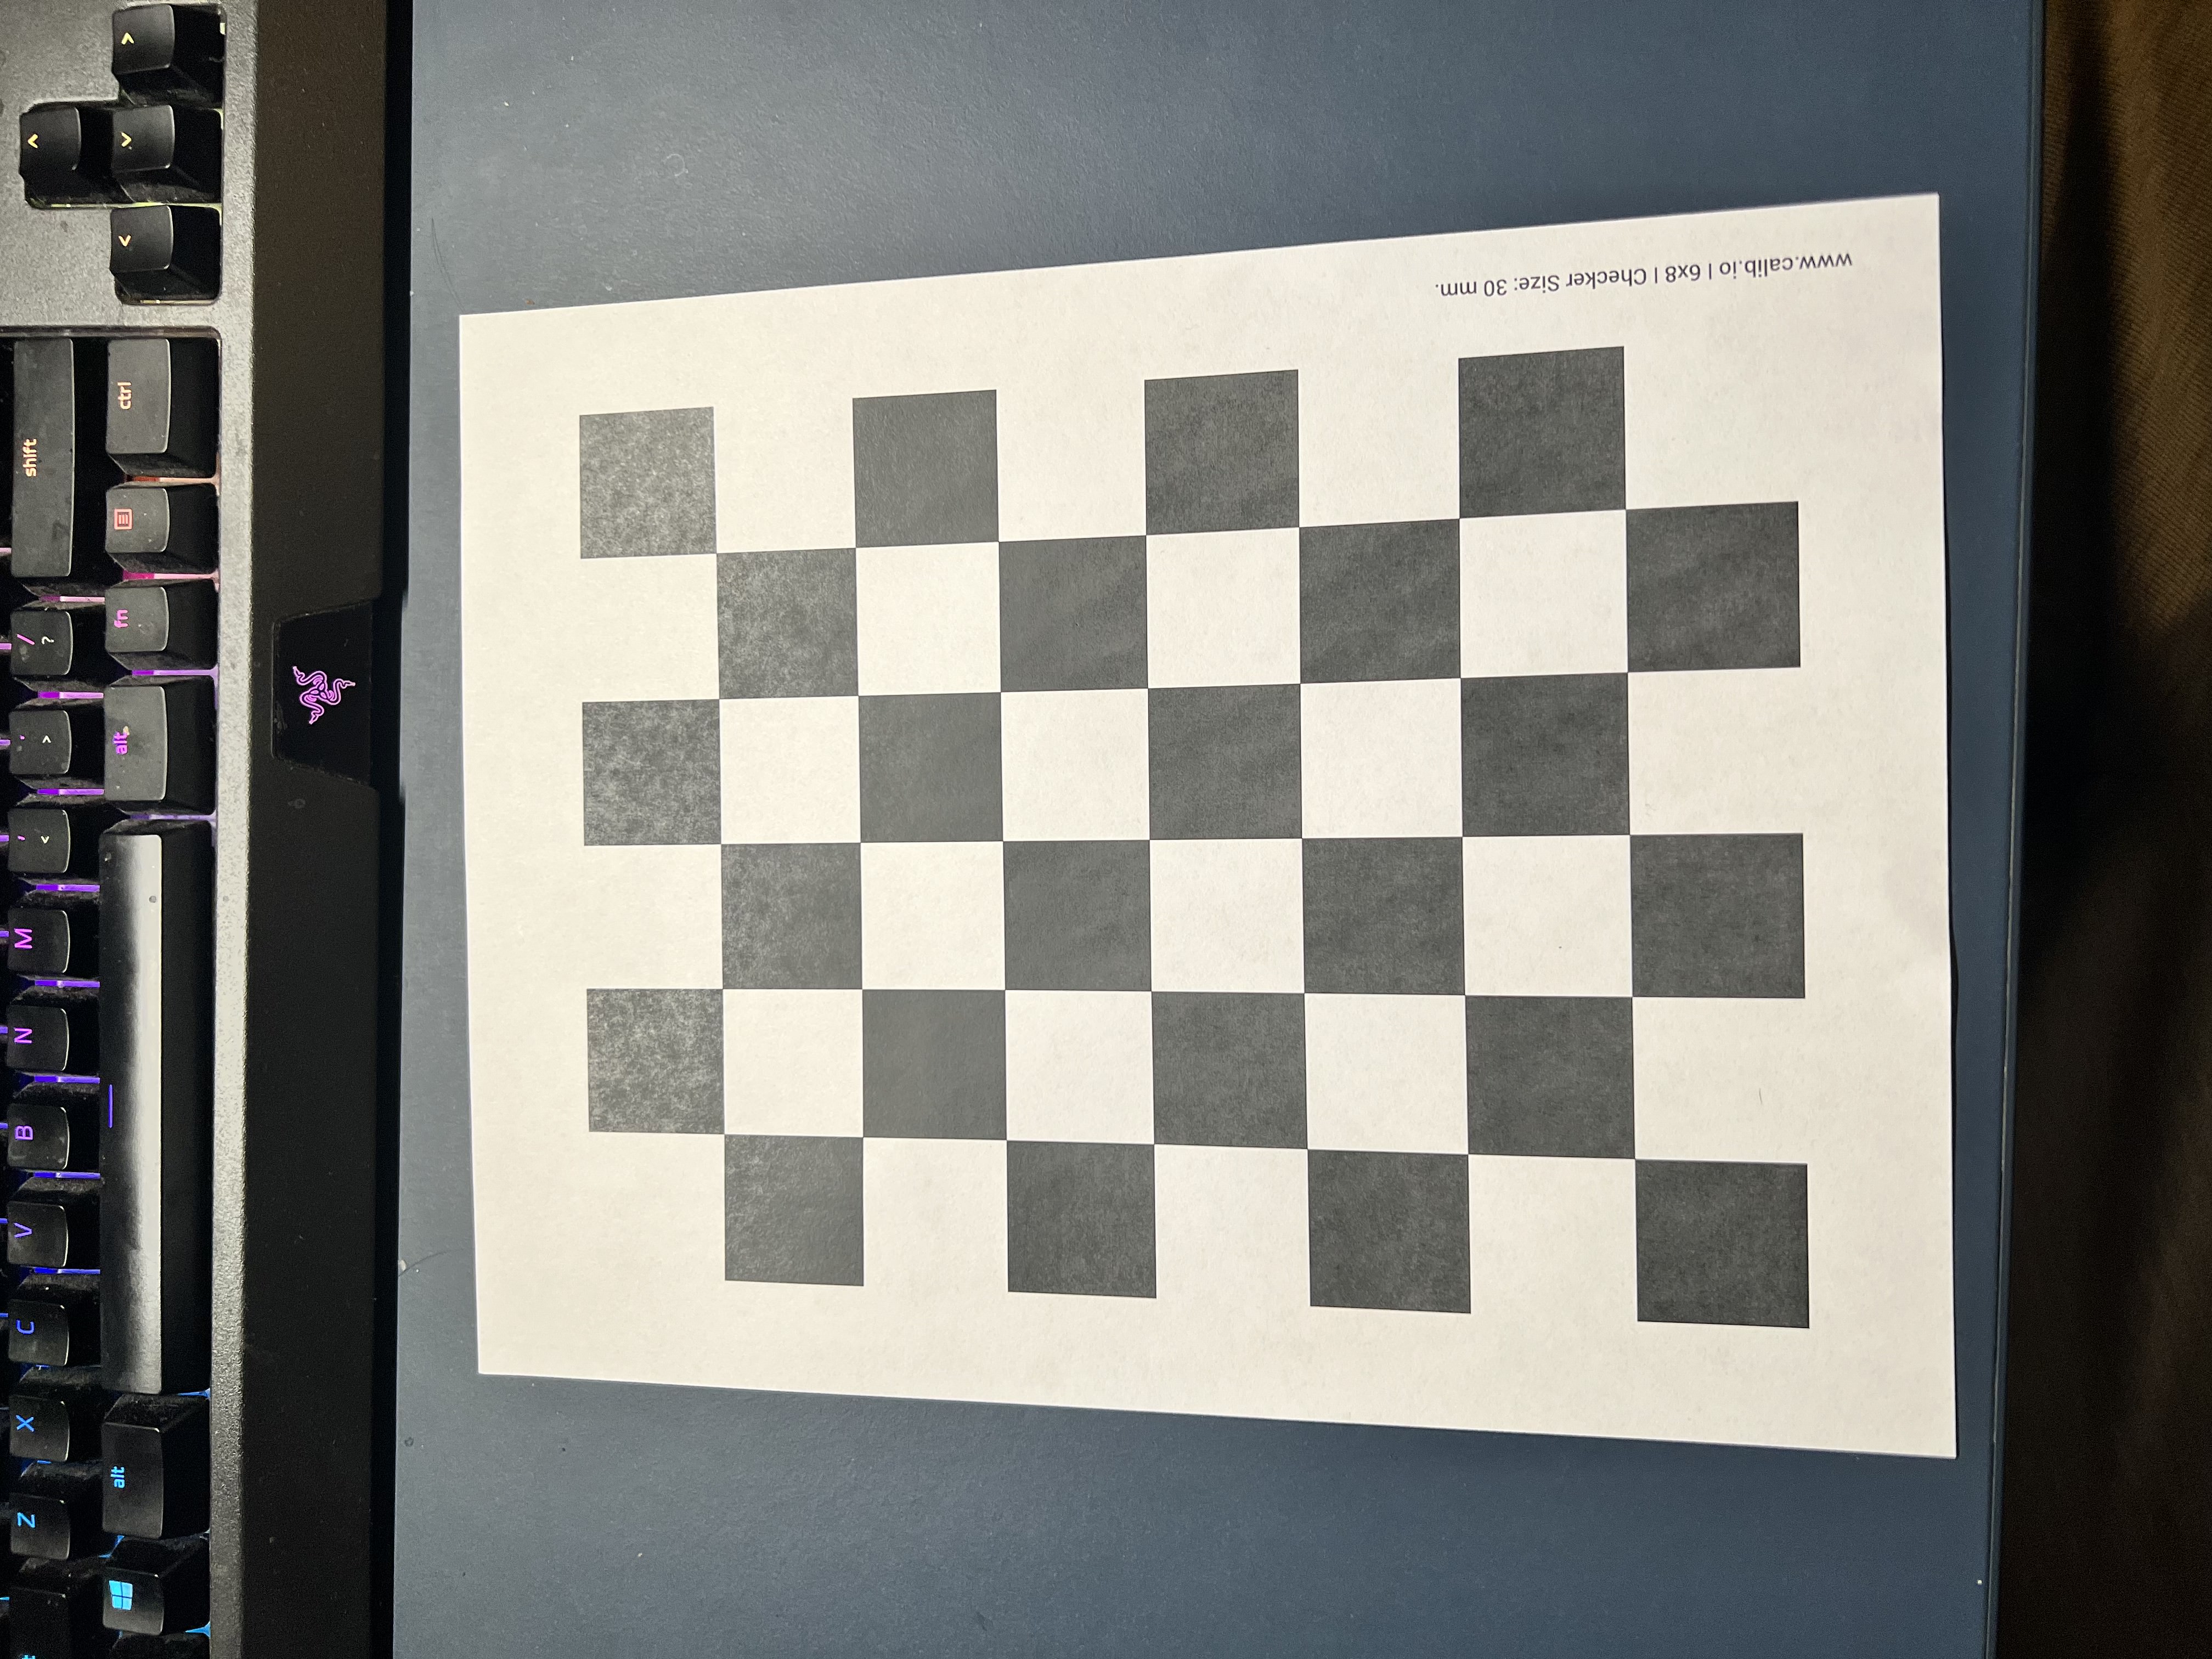 Z X C V B N M , < . > / ? shift ^
alt alt fn ctrl < v >
www.calib.io | 6x8 | Checker Size: 30 mm.